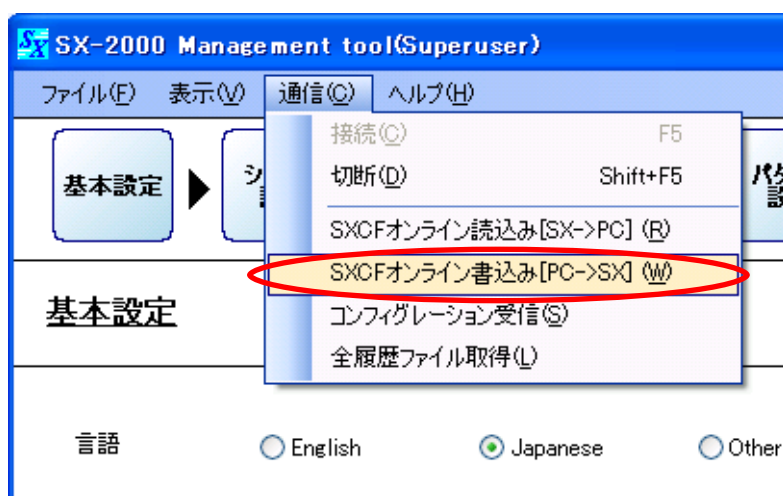 SX SX-2000 Management tool(Superuser)
ファイル(F) 表示(V) 通信(C) ヘルプ(H)
接続(C) F5
切断(D) Shift+F5
SXCFオンライン読込み[SX->PC] (R)
SXCFオンライン書込み[PC->SX] (W)
コンフィグレーション受信(S)
全履歴ファイル取得(L)
基本設定
基本設定
言語 English Japanese Other